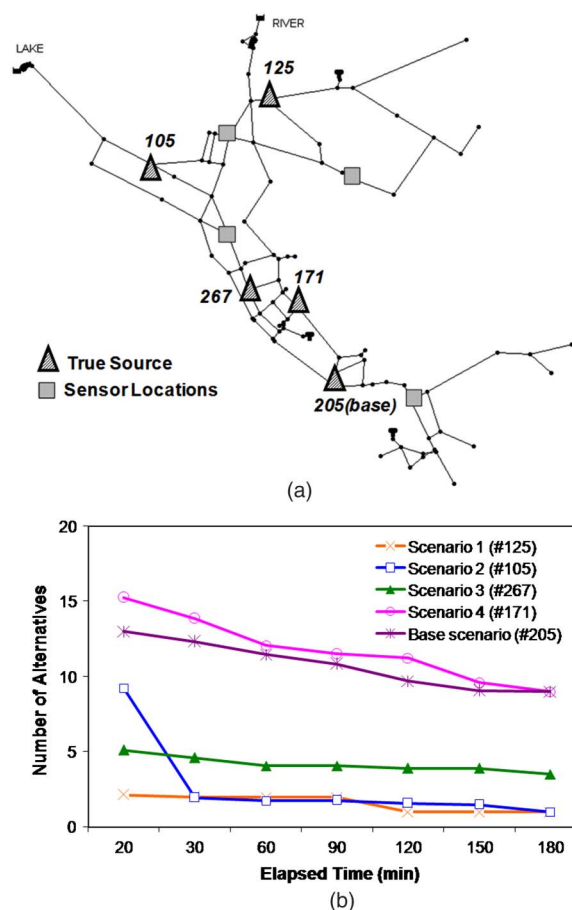 RIVER
LAKE
125
105
171
267
True Source
Sensor Locations
205(base)
(a)
20
15
10
5
0
Number of Alternatives
Scenario 1 (#125)
Scenario 2 (#105)
Scenario 3 (#267)
Scenario 4 (#171)
Base scenario (#205)
20 30 60 90 120 150 180
Elapsed Time (min)
(b)